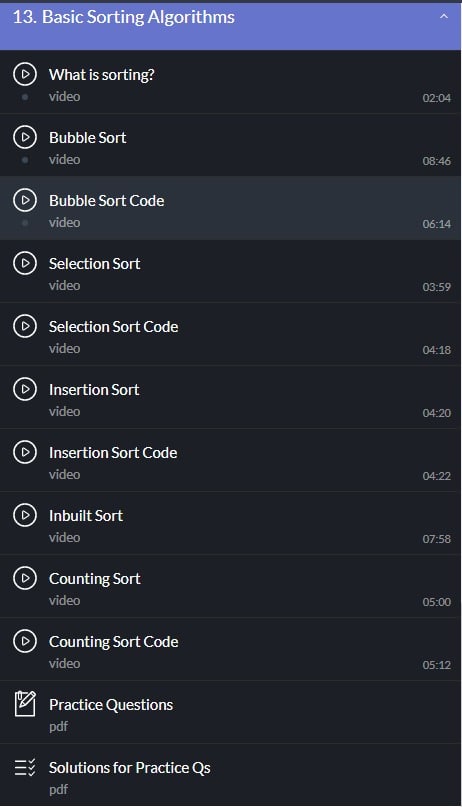 13. Basic Sorting Algorithms
What is sorting?
video
02:04
Bubble Sort
video
08:46
Bubble Sort Code
video
06:14
Selection Sort
video
03:59
Selection Sort Code
video
04:18
Insertion Sort
video
04:20
Insertion Sort Code
video
04:22
Inbuilt Sort
video
07:58
Counting Sort
video
05:00
Counting Sort Code
video
05:12
Practice Questions
pdf
Solutions for Practice Qs
pdf